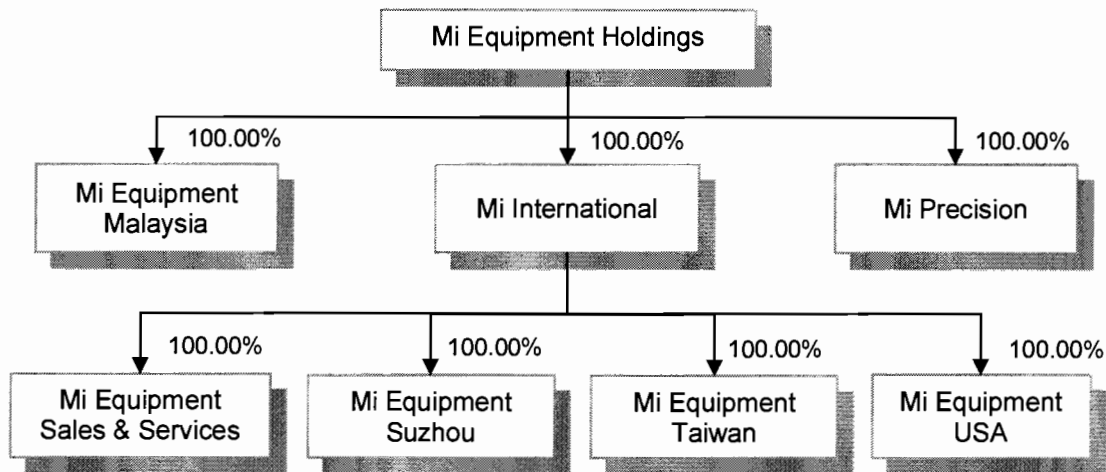 Mi Equipment Holdings
100.00%
100.00%
100.00%
Mi Equipment
Malaysia
Mi International
Mi Precision
100.00%
100.00%
100.00%
100.00%
Mi Equipment
Sales & Services
Mi Equipment
Suzhou
Mi Equipment
Taiwan
Mi Equipment
USA